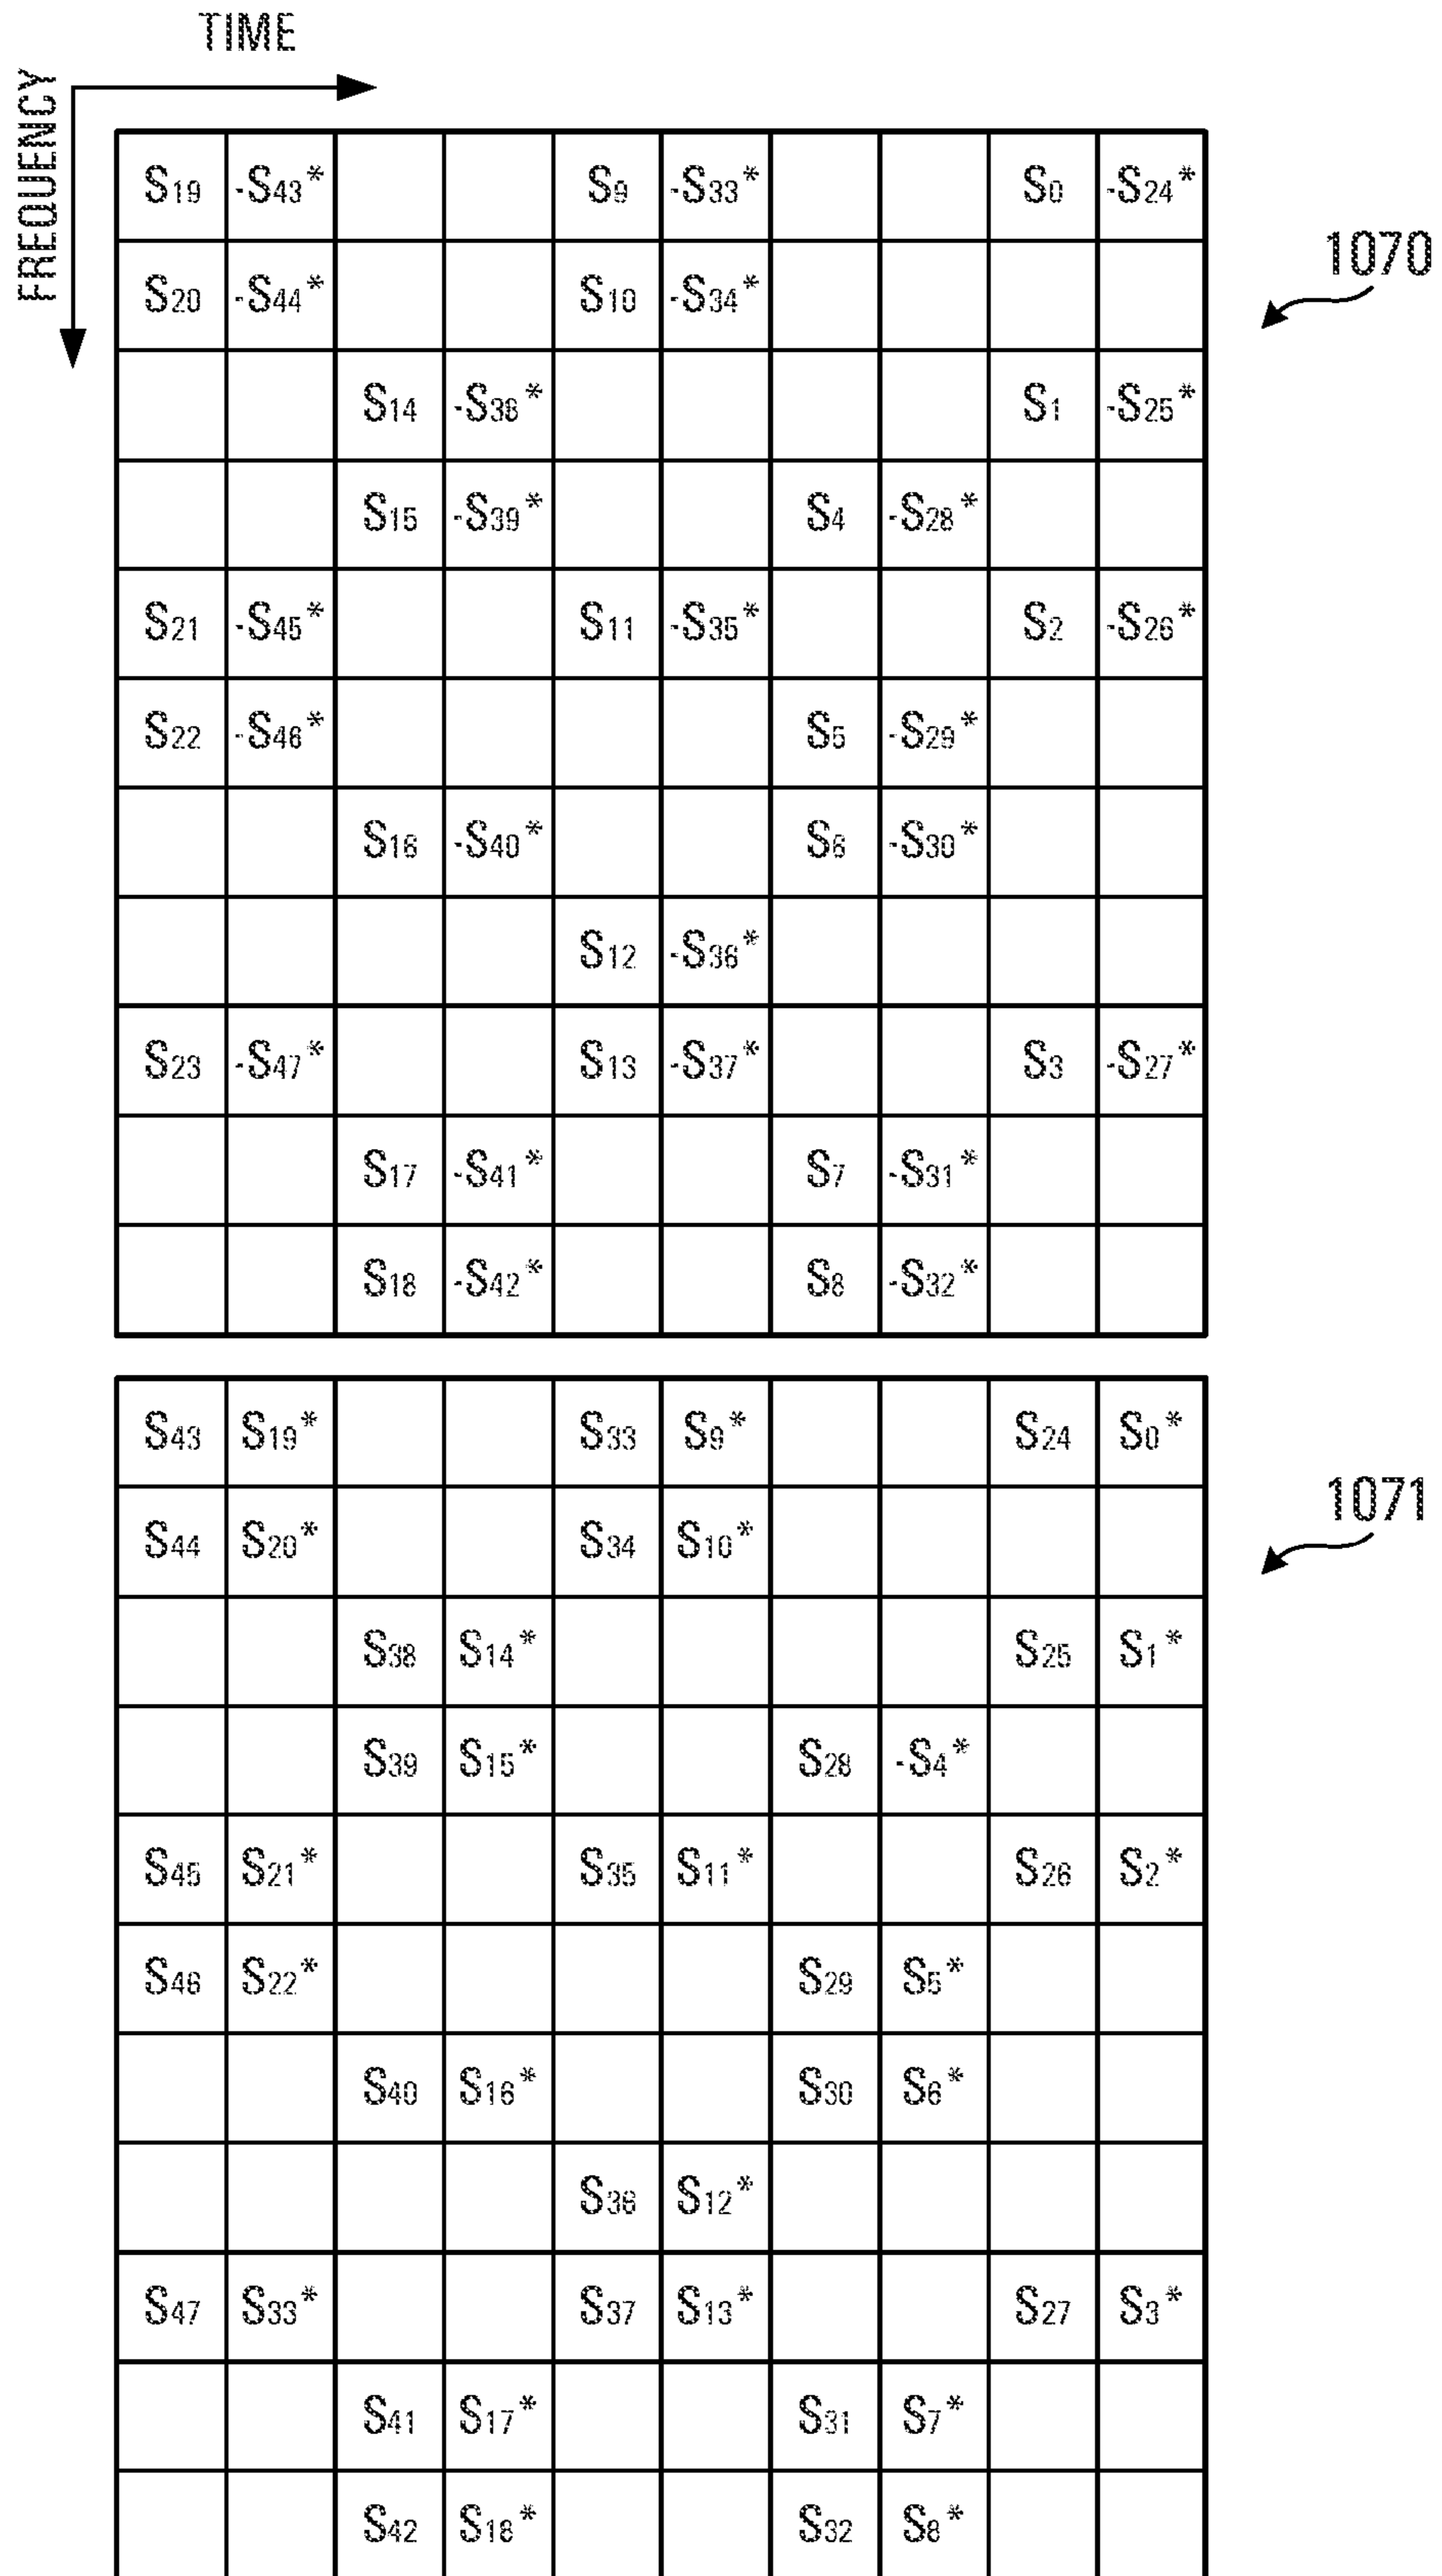 TIME
FREQUENCY
S19 -S43* S9 -S33* S0 -S24*
1070
S20 -S44* S10 -S34*
S14 -S38* S1 -S25*
S15 -S39* S4 -S28*
S21 -S45* S11 -S35* S2 -S26*
S22 -S46* S5 -S29*
S16 -S40* S6 -S30*
S12 -S36*
S23 -S47* S13 -S37* S3 -S27*
S17 -S41* S7 -S31*
S18 -S42* S8 -S32*
S43 S19* S33 S9* S24 S0*
1071
S44 S20* S34 S10*
S38 S14* S25 S1*
S39 S15* S28 -S4*
S45 S21* S35 S11* S26 S2*
S46 S22* S29 S5*
S40 S16* S30 S6*
S36 S12*
S47 S33* S37 S13* S27 S3*
S41 S17* S31 S7*
S42 S18* S32 S8*